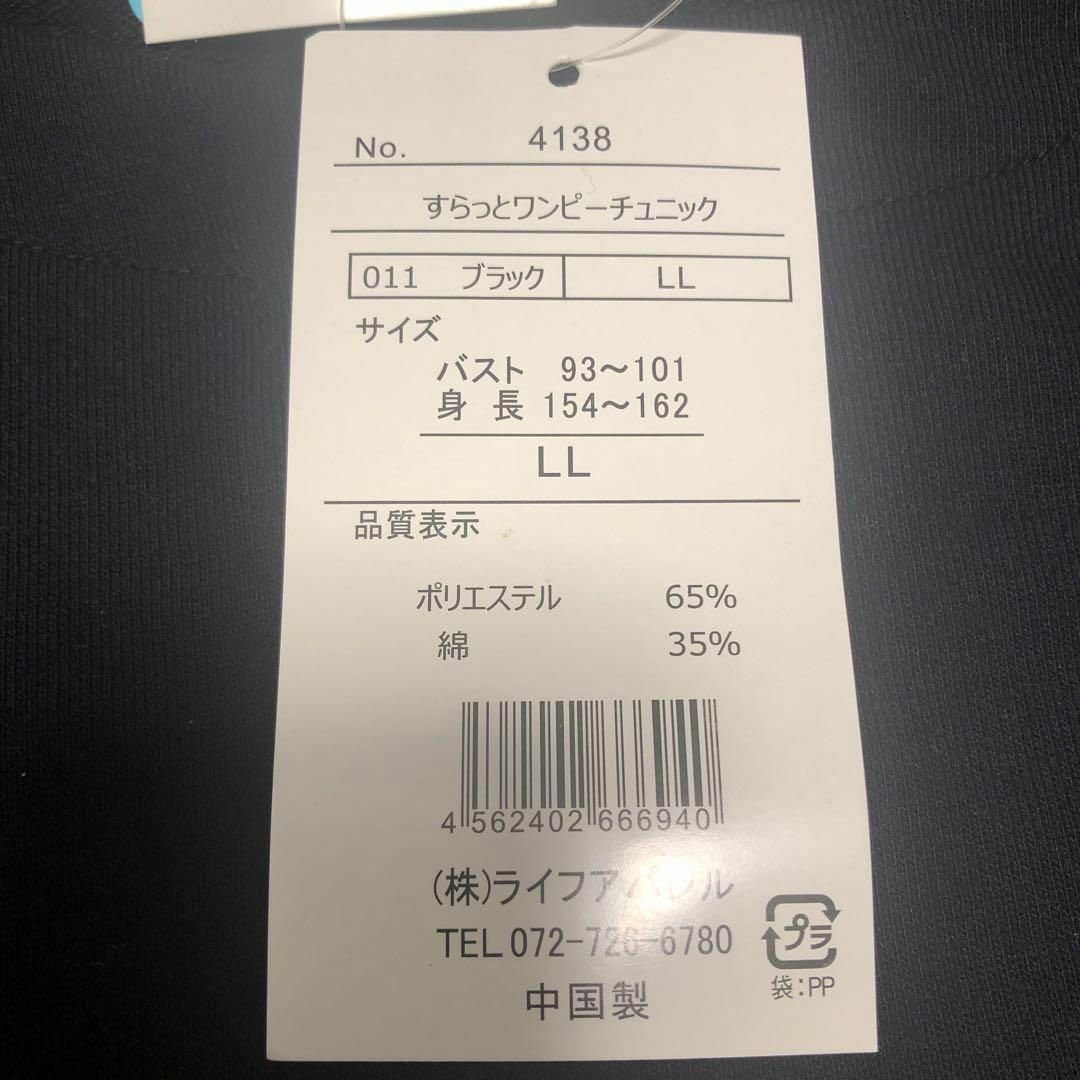 No. 4138
すらっとワンピーチュニック
011 ブラック LL
サイズ
バスト 93～101
身長 154～162
LL
品質表示
ポリエステル 65%
綿 35%
4 562402 666940
(株)ライフアパレル
TEL 072-726-6780
中国製
プラ
袋:PP